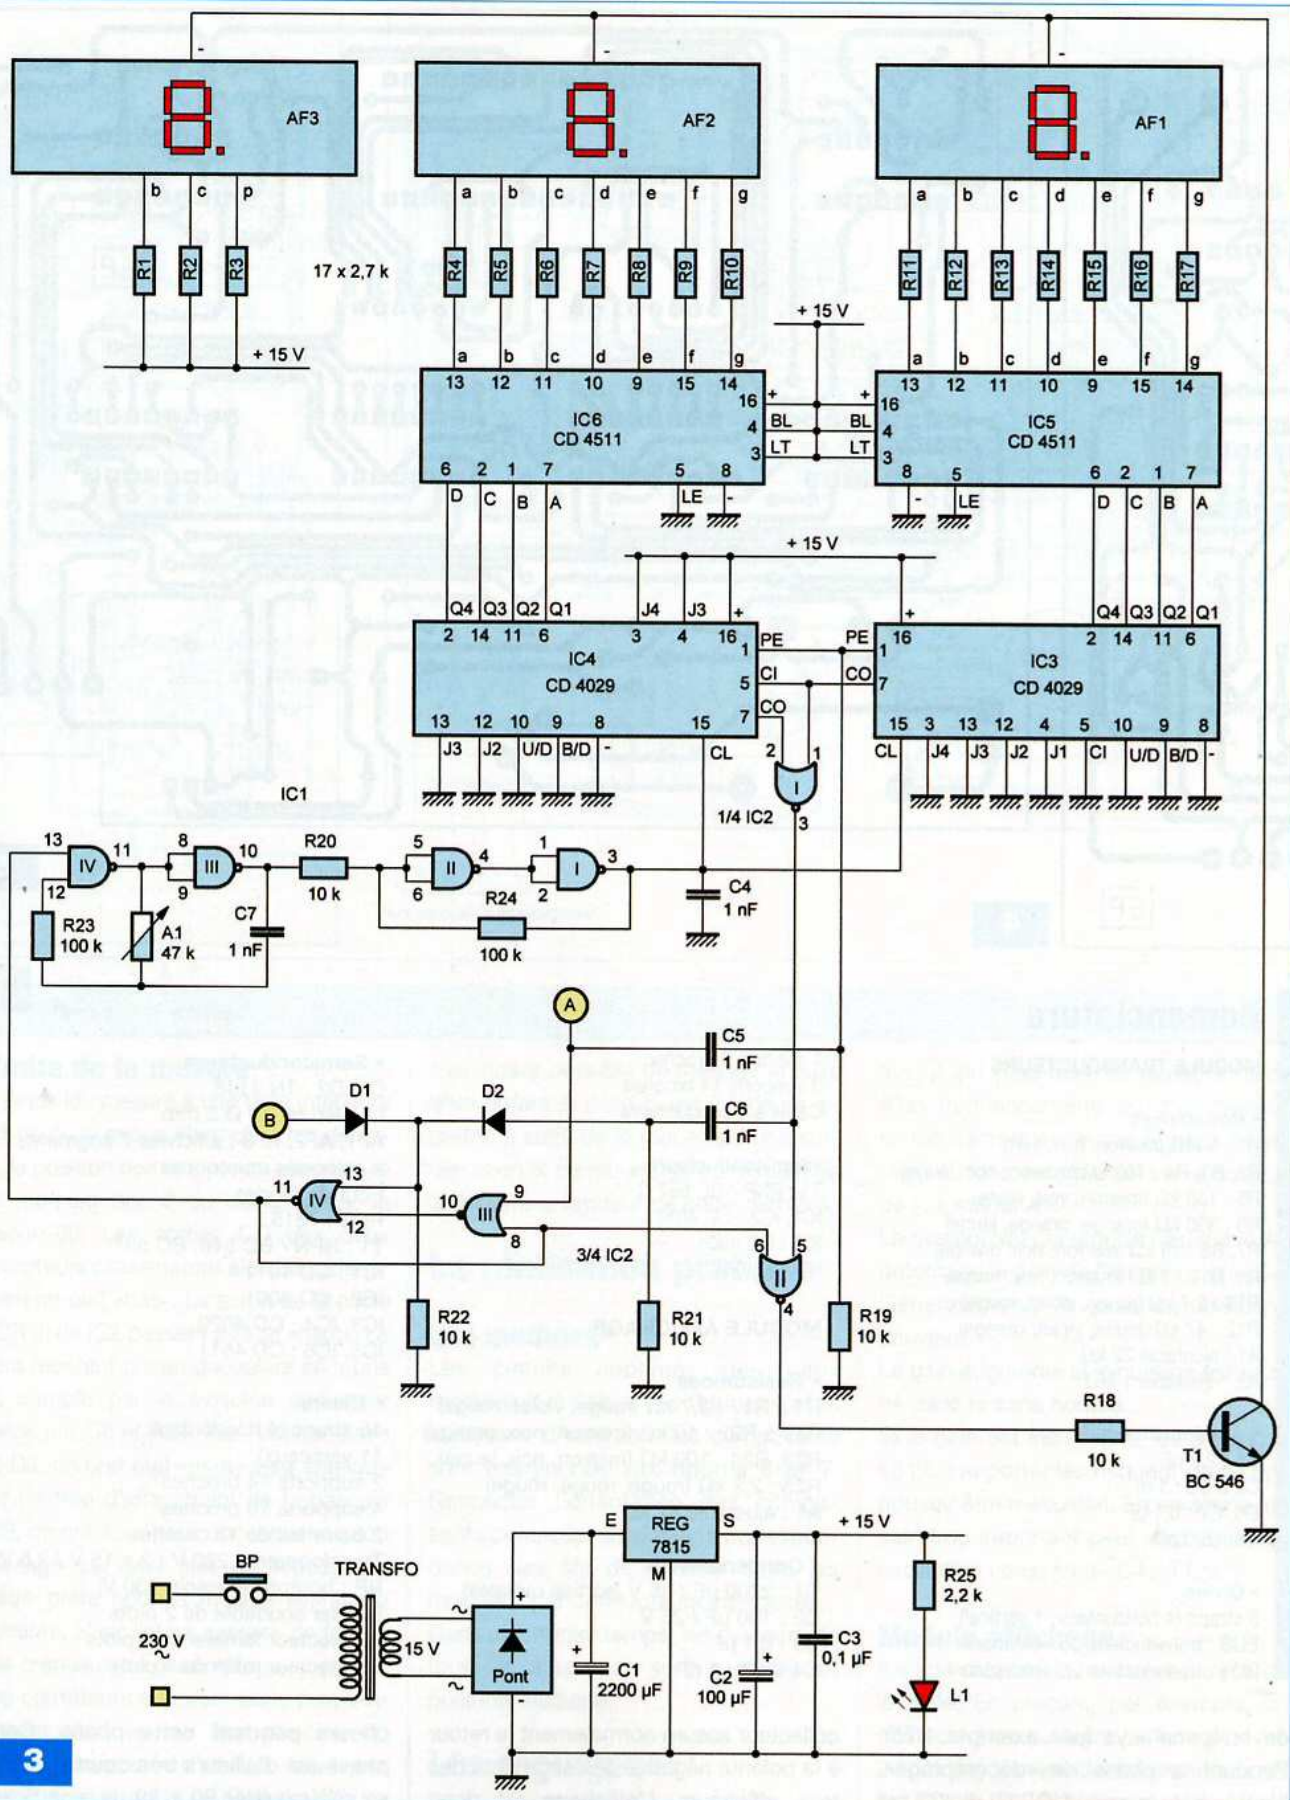 - - -
AF3 AF2 AF1
b c p a b c d e f g a b c d e f g
R1 R2 R3 17 x 2,7 k R4 R5 R6 R7 R8 R9 R10 R11 R12 R13 R14 R15 R16 R17
+ 15 V
+ 15 V
a b c d e f g a b c d e f g
13 12 11 10 9 15 14 13 12 11 10 9 15 14
16 + + 16
IC6 CD 4511 4 BL BL 4 IC5 CD 4511
3 LT LT 3
6 2 1 7 5 8 8 5 6 2 1 7
D C B A LE - - LE D C B A
+ 15 V
Q4 Q3 Q2 Q1 J4 J3 + + Q4 Q3 Q2 Q1
2 14 11 6 3 4 16 16 2 14 11 6
1 PE PE 1
IC4 CD 4029 5 CI CO 7 IC3 CD 4029
7 CO
13 12 10 9 8 15 15 3 13 12 4 5 10 9 8
J3 J2 U/D B/D - CL CL J4 J3 J2 J1 CI U/D B/D -
2 1
I
1/4 IC2 3
IC1
13 12 IV 11 8 9 III 10 R20 10 k 5 6 II 4 1 2 I 3
R23 100 k A1 47 k C7 1 nF R24 100 k C4 1 nF
A
C5 1 nF
B D1 D2 C6 1 nF
11 IV 13 12 10 III 9 8
3/4 IC2 6 5 II 4
R22 10 k R21 10 k R19 10 k
R18 10 k T1 BC 546
E REG 7815 S M + 15 V
BP TRANSFO
230 V ~ 15 V ~ + Pont ~ -
+ C1 2200 µF + C2 100 µF C3 0,1 µF R25 2,2 k L1
3